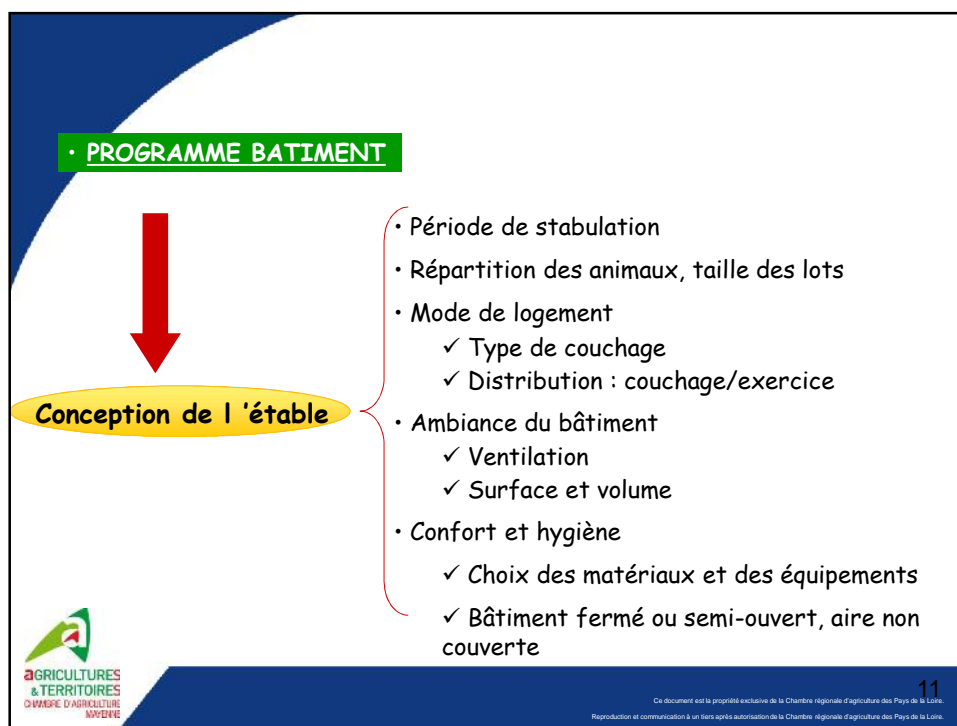 • PROGRAMME BATIMENT
• Période de stabulation
• Répartition des animaux, taille des lots
• Mode de logement
✓ Type de couchage
✓ Distribution : couchage/exercice
Conception de l ’étable
• Ambiance du bâtiment
✓ Ventilation
✓ Surface et volume
• Confort et hygiène
✓ Choix des matériaux et des équipements
✓ Bâtiment fermé ou semi-ouvert, aire non
couverte
AGRICULTURES
& TERRITOIRES
CHAMBRE D'AGRICULTURE
MAYENNE
11
Ce document est la propriété exclusive de la Chambre régionale d'agriculture des Pays de la Loire.
Reproduction et communication à un tiers après autorisation de la Chambre régionale d'agriculture des Pays de la Loire.